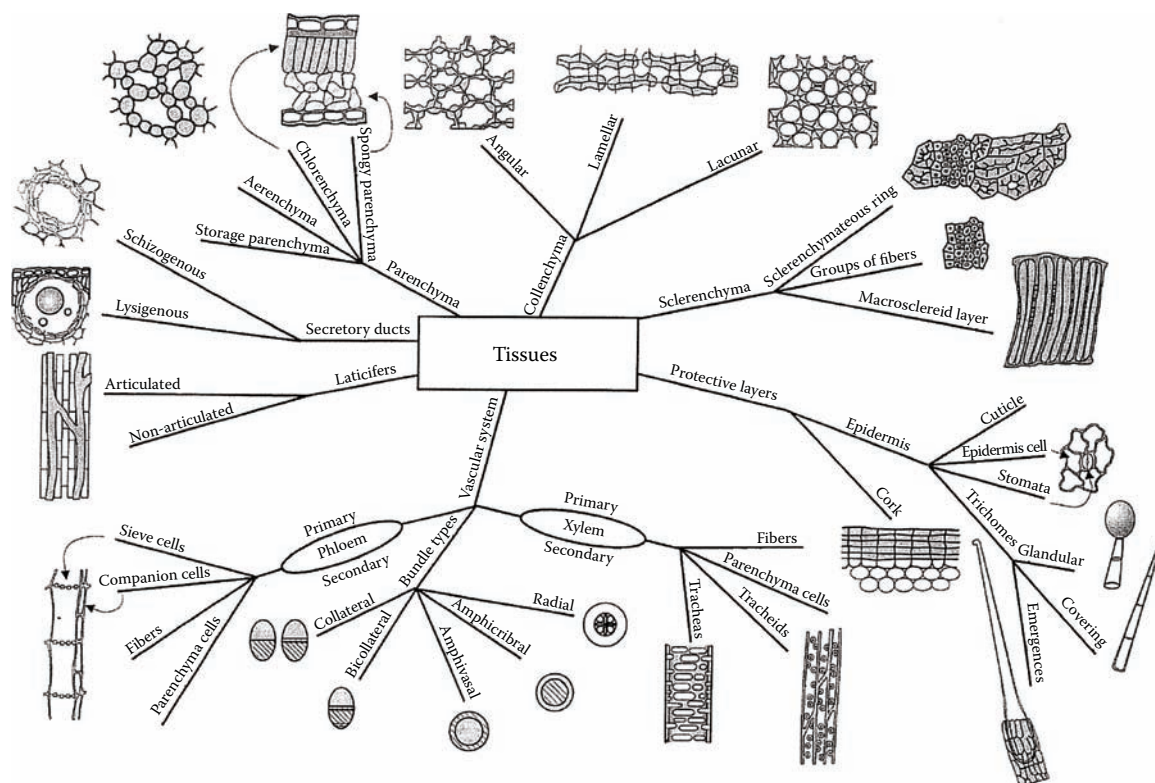 Tissues
Parenchyma
Storage parenchyma
Aerenchyma
Chlorenchyma
Spongy parenchyma
Collenchyma
Angular
Lamellar
Lacunar
Sclerenchyma
Sclerenchymateous ring
Groups of fibers
Macrosclereid layer
Protective layers
Epidermis
Cuticle
Epidermis cell
Stomata
Trichomes
Glandular
Covering
Emergences
Cork
Vascular system
Primary
Xylem
Secondary
Fibers
Parenchyma cells
Tracheids
Tracheas
Bundle types
Radial
Amphicribral
Amphivasal
Bicollateral
Collateral
Primary
Phloem
Secondary
Sieve cells
Companion cells
Fibers
Parenchyma cells
Laticifers
Articulated
Non-articulated
Secretory ducts
Schizogenous
Lysigenous